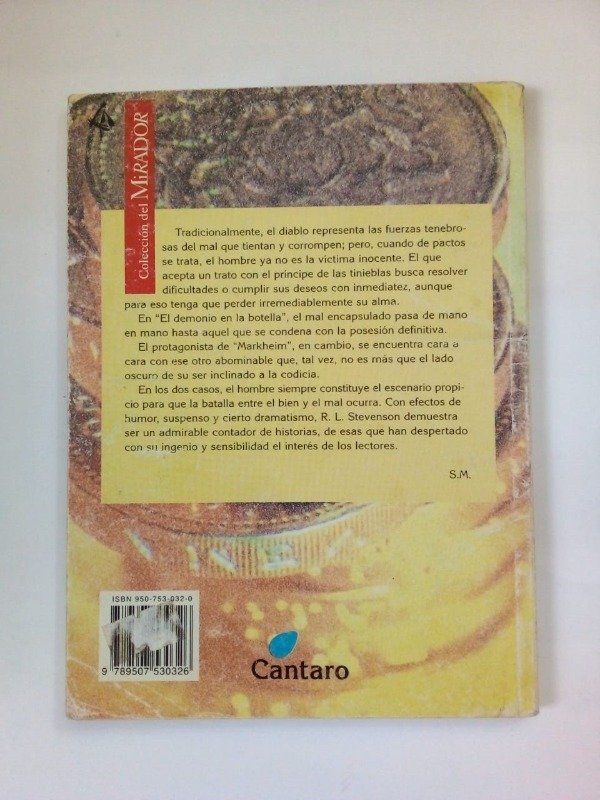 Colección del MiRADOR
Tradicionalmente, el diablo representa las fuerzas tenebro-
sas del mal que tientan y corrompen; pero, cuando de pactos
se trata, el hombre ya no es la víctima inocente. El que
acepta un trato con el príncipe de las tinieblas busca resolver
dificultades o cumplir sus deseos con inmediatez, aunque
para eso tenga que perder irremediablemente su alma.
En "El demonio en la botella", el mal encapsulado pasa de mano
en mano hasta aquel que se condena con la posesión definitiva.
El protagonista de "Markheim", en cambio, se encuentra cara a
cara con ese otro abominable que, tal vez, no es más que el lado
oscuro de su ser inclinado a la codicia.
En los dos casos, el hombre siempre constituye el escenario propi-
cio para que la batalla entre el bien y el mal ocurra. Con efectos de
humor, suspenso y cierto dramatismo, R. L. Stevenson demuestra
ser un admirable contador de historias, de esas que han despertado
con su ingenio y sensibilidad el interés de los lectores.
S.M.
ISBN 950-753-032-0
9 789507 530326
Cantaro